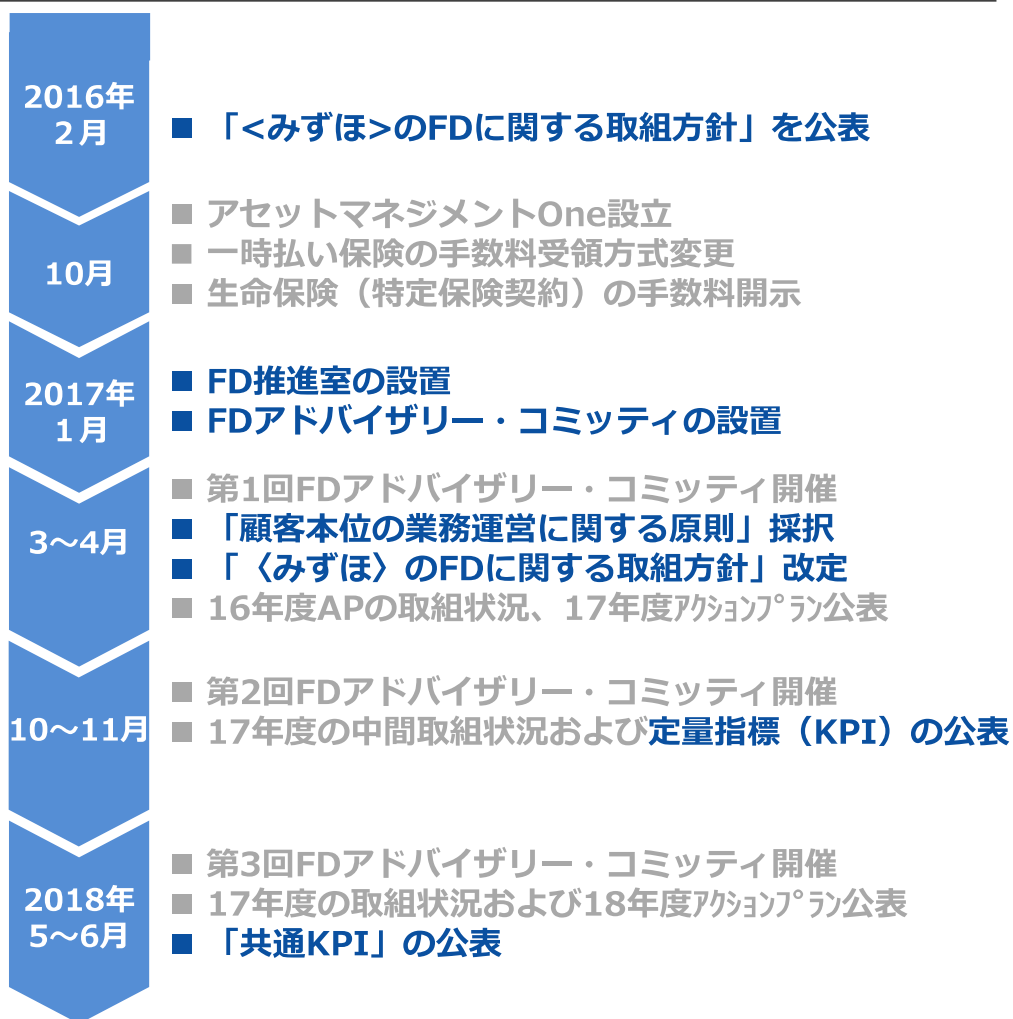 2016年
２月
■ 「<みずほ>のFDに関する取組方針」を公表
10月
■ アセットマネジメントOne設立
■ 一時払い保険の手数料受領方式変更
■ 生命保険（特定保険契約）の手数料開示
2017年
１月
■ FD推進室の設置
■ FDアドバイザリー・コミッティの設置
3～4月
■ 第1回FDアドバイザリー・コミッティ開催
■ 「顧客本位の業務運営に関する原則」採択
■ 「〈みずほ〉のFDに関する取組方針」改定
■ 16年度APの取組状況、17年度ｱｸｼｮﾝﾌﾟﾗﾝ公表
10～11月
■ 第2回FDアドバイザリー・コミッティ開催
■ 17年度の中間取組状況および定量指標（KPI）の公表
2018年
5～6月
■ 第3回FDアドバイザリー・コミッティ開催
■ 17年度の取組状況および18年度ｱｸｼｮﾝﾌﾟﾗﾝ公表
■ 「共通KPI」の公表